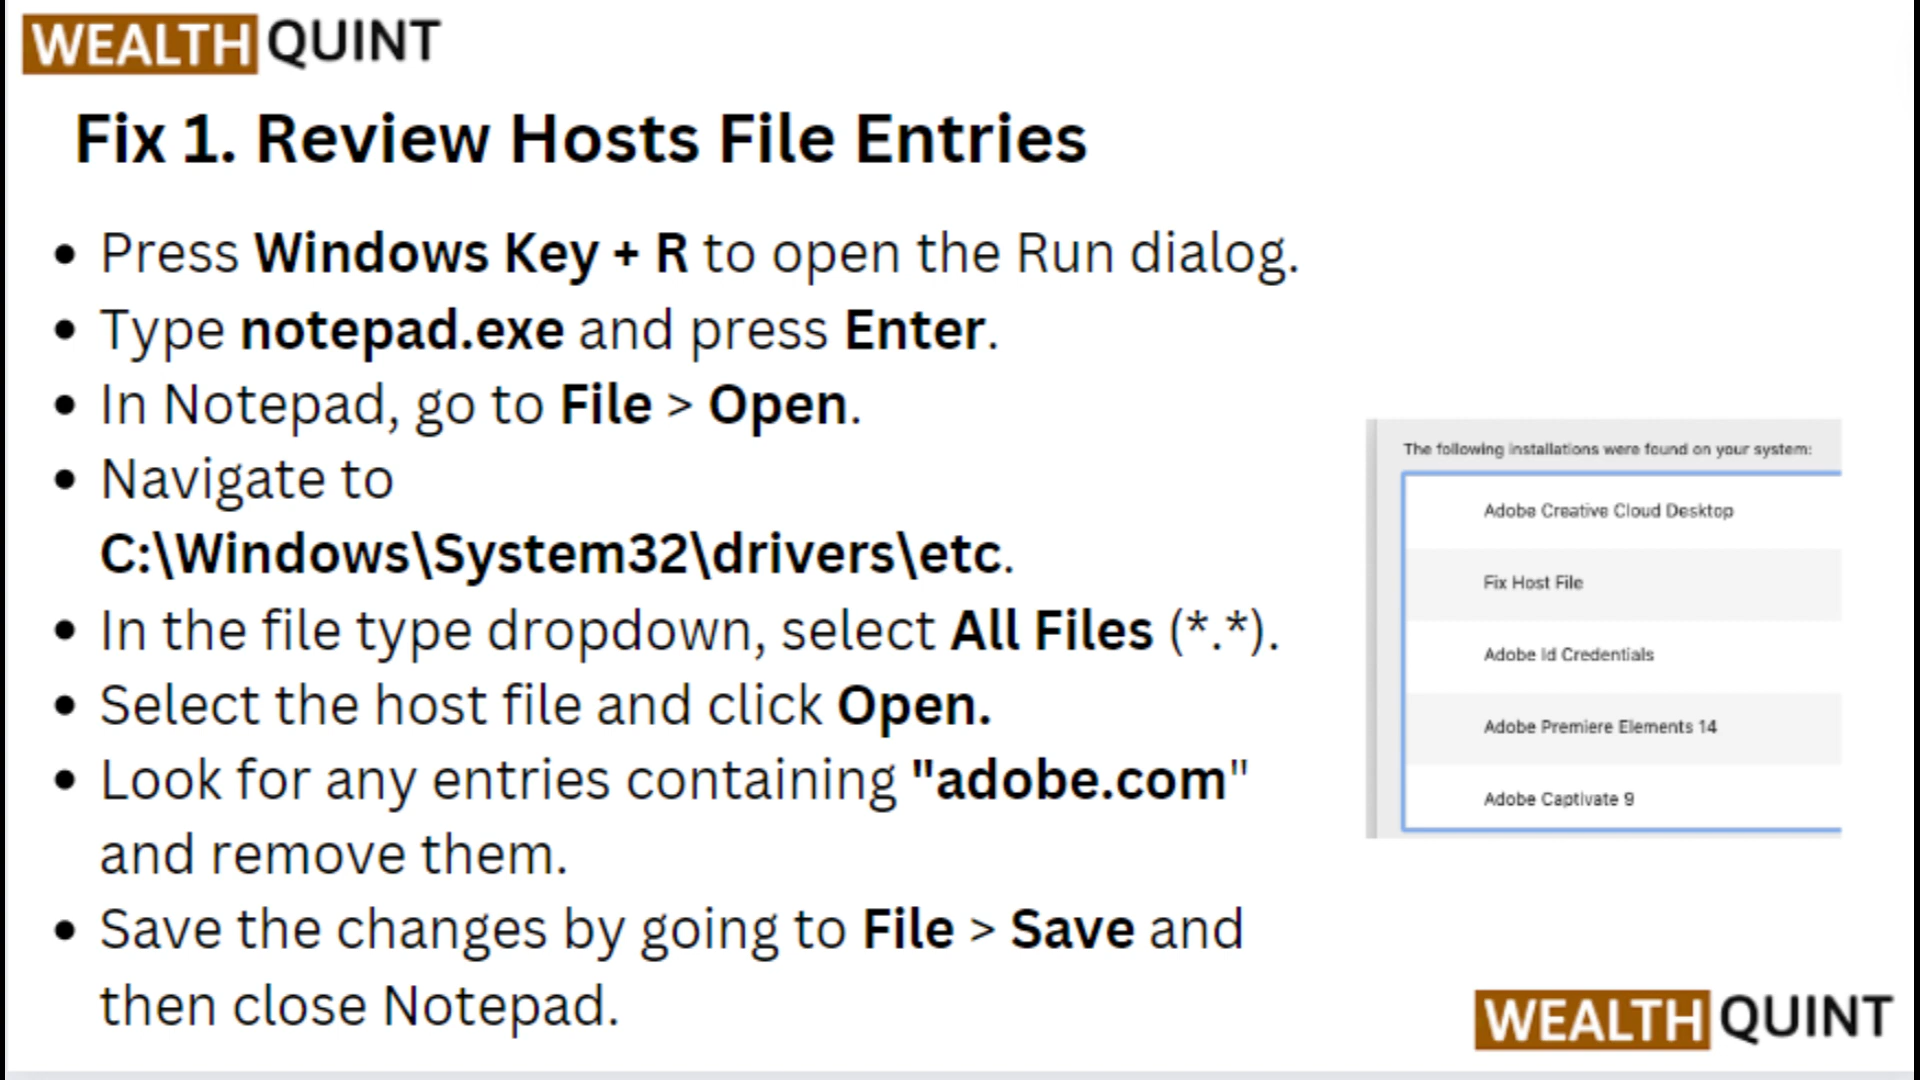 WEALTH QUINT
Fix 1. Review Hosts File Entries
• Press Windows Key + R to open the Run dialog.
• Type notepad.exe and press Enter.
• In Notepad, go to File > Open.
• Navigate to
C:\Windows\System32\drivers\etc.
• In the file type dropdown, select All Files (*.*).
• Select the host file and click Open.
• Look for any entries containing "adobe.com"
and remove them.
• Save the changes by going to File > Save and
then close Notepad.
The following installations were found on your system:
Adobe Creative Cloud Desktop
Fix Host File
Adobe Id Credentials
Adobe Premiere Elements 14
Adobe Captivate 9
WEALTH QUINT